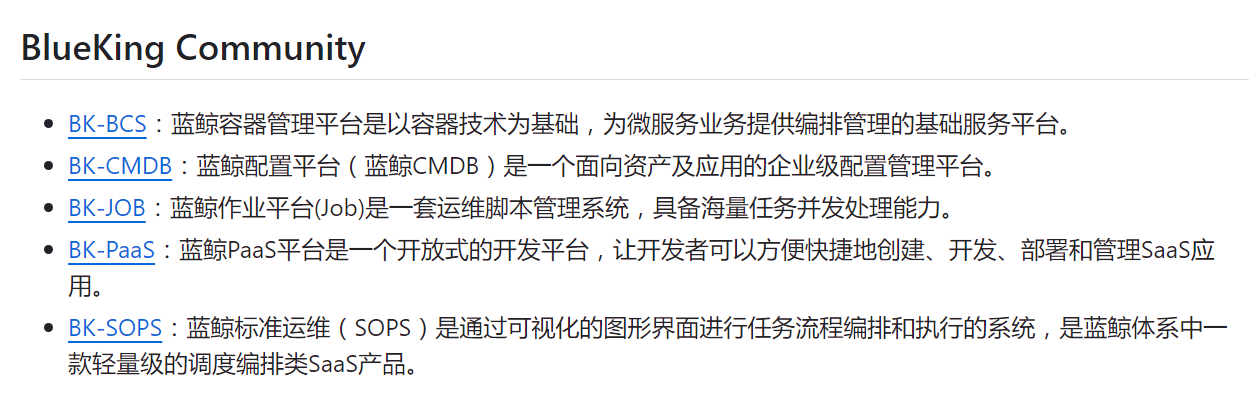 BlueKing Community
BK-BCS：蓝鲸容器管理平台是以容器技术为基础，为微服务业务提供编排管理的基础服务平台。
BK-CMDB：蓝鲸配置平台（蓝鲸CMDB）是一个面向资产及应用的企业级配置管理平台。
BK-JOB：蓝鲸作业平台(Job)是一套运维脚本管理系统，具备海量任务并发处理能力。
BK-PaaS：蓝鲸PaaS平台是一个开放式的开发平台，让开发者可以方便快捷地创建、开发、部署和管理SaaS应
用。
BK-SOPS：蓝鲸标准运维（SOPS）是通过可视化的图形界面进行任务流程编排和执行的系统，是蓝鲸体系中一
款轻量级的调度编排类SaaS产品。